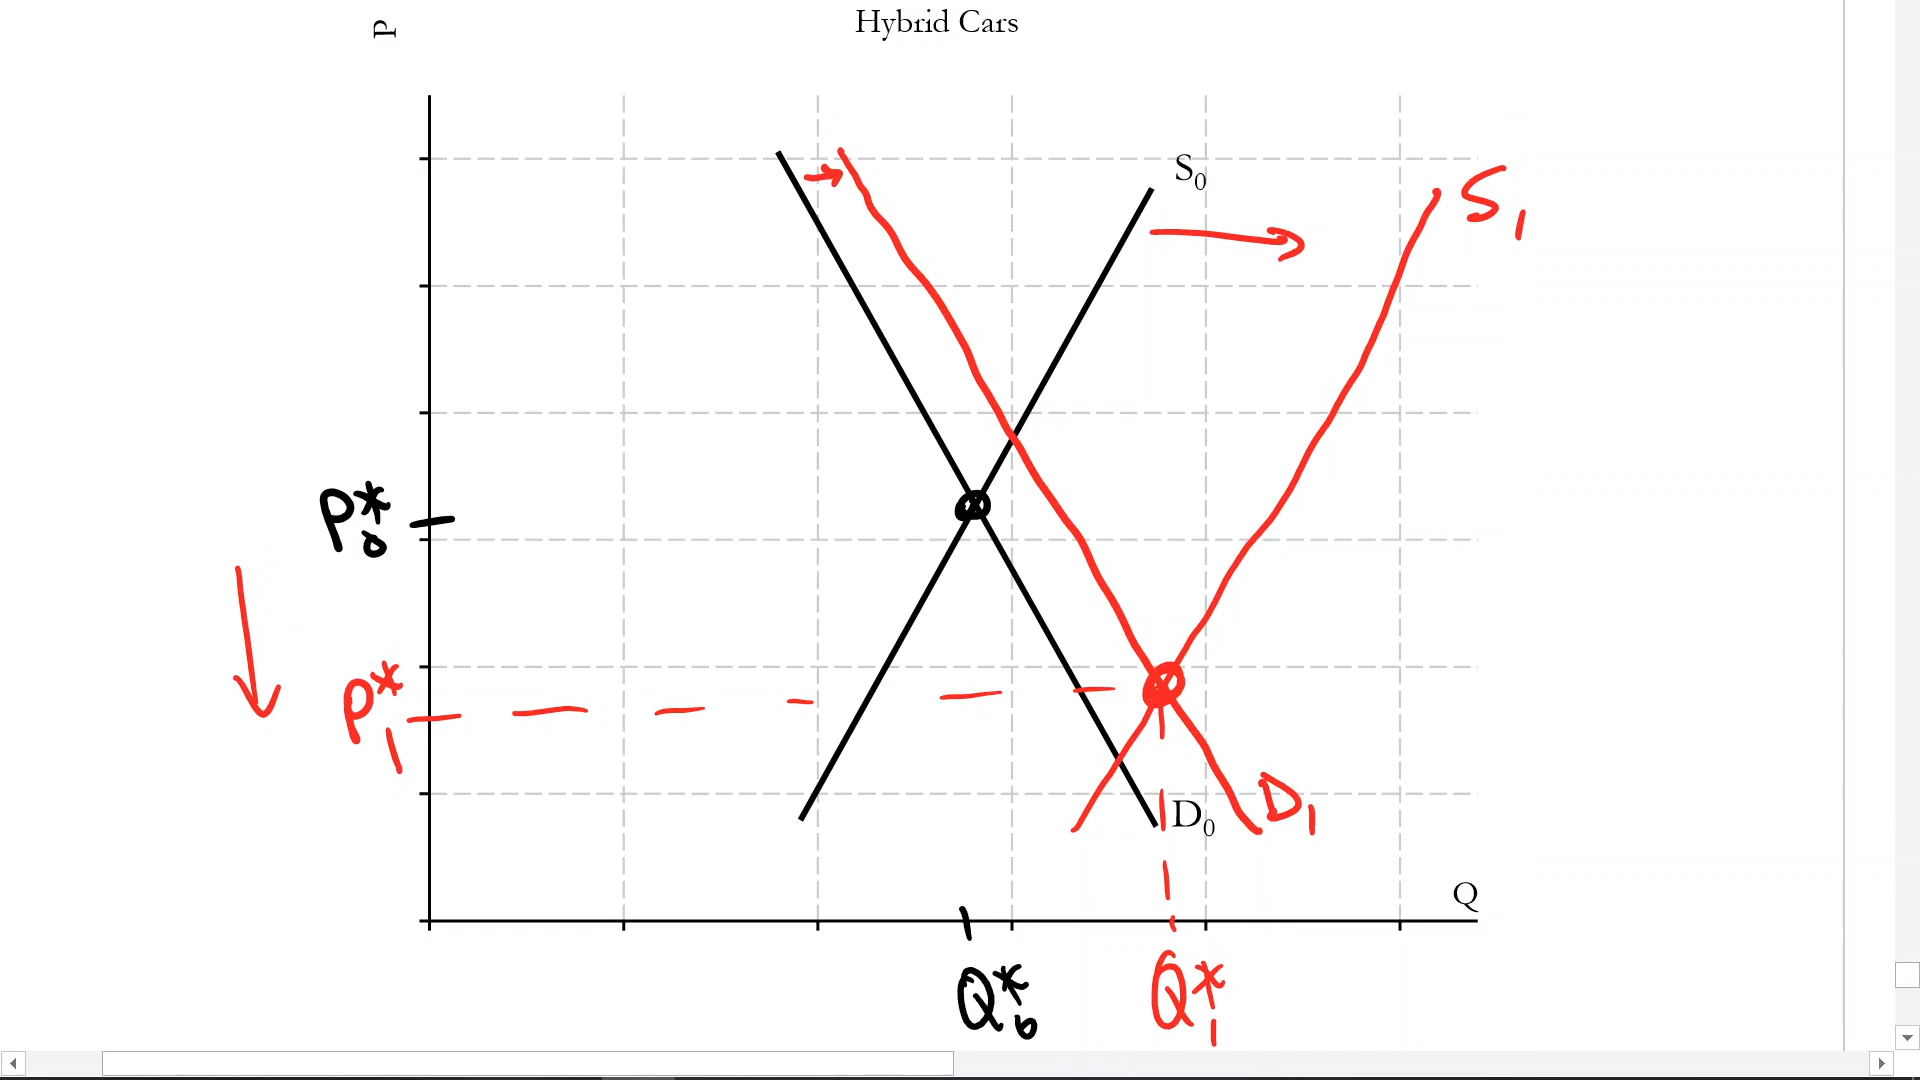 Hybrid Cars
P
S₀
S₁
P*₀
P*₁
D₀
D₁
Q
Q*₀
Q*₁